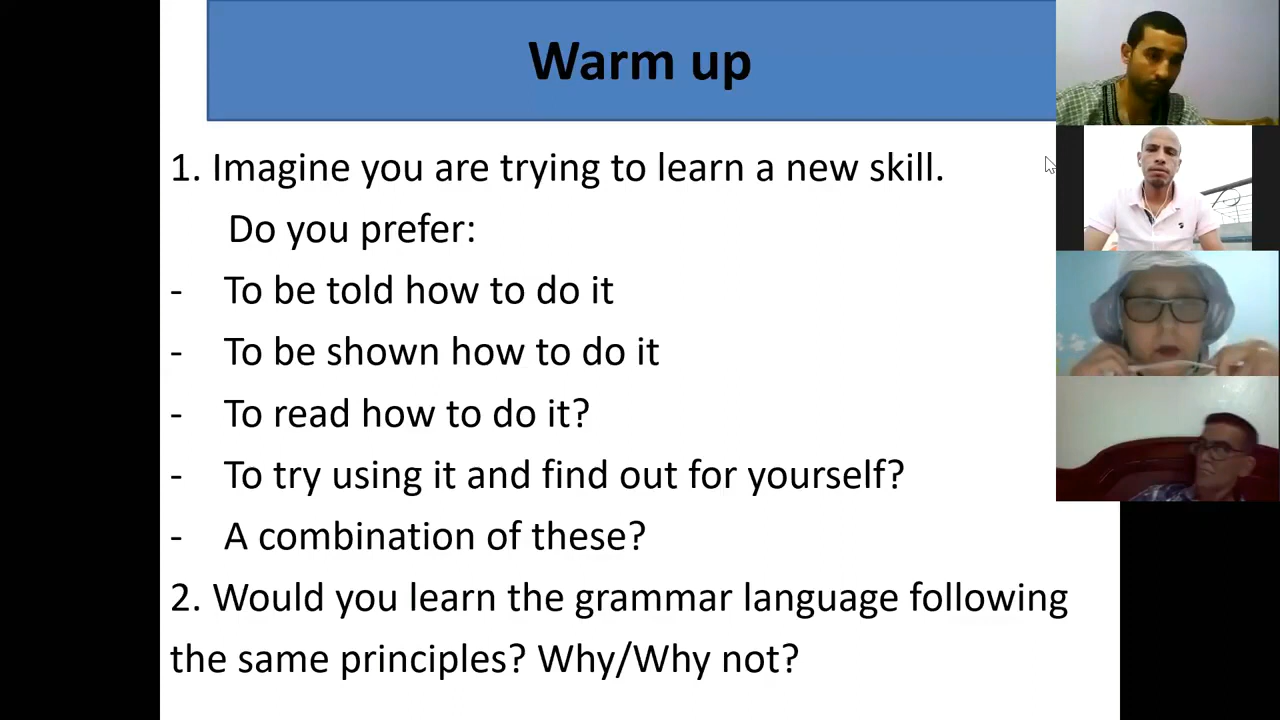 Warm up
1. Imagine you are trying to learn a new skill.
Do you prefer:
- To be told how to do it
- To be shown how to do it
- To read how to do it?
- To try using it and find out for yourself?
- A combination of these?
2. Would you learn the grammar language following
the same principles? Why/Why not?